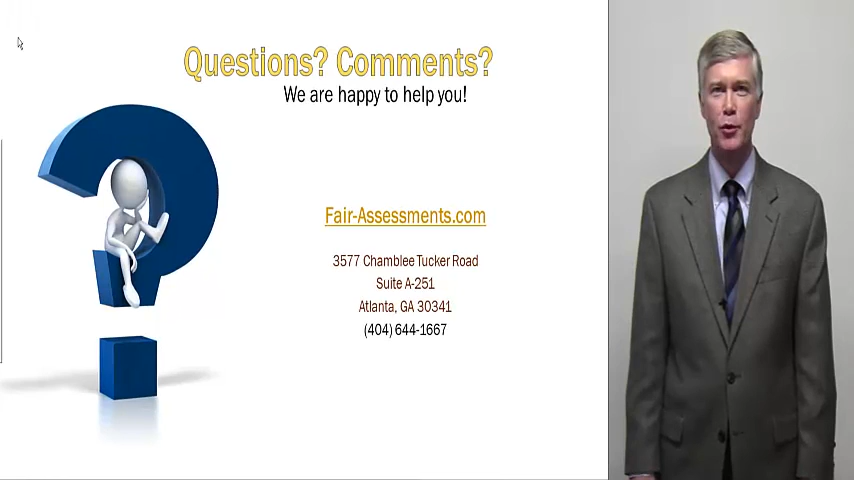 Questions? Comments?
We are happy to help you!
Fair-Assessments.com
3577 Chamblee Tucker Road
Suite A-251
Atlanta, GA 30341
(404) 644-1667